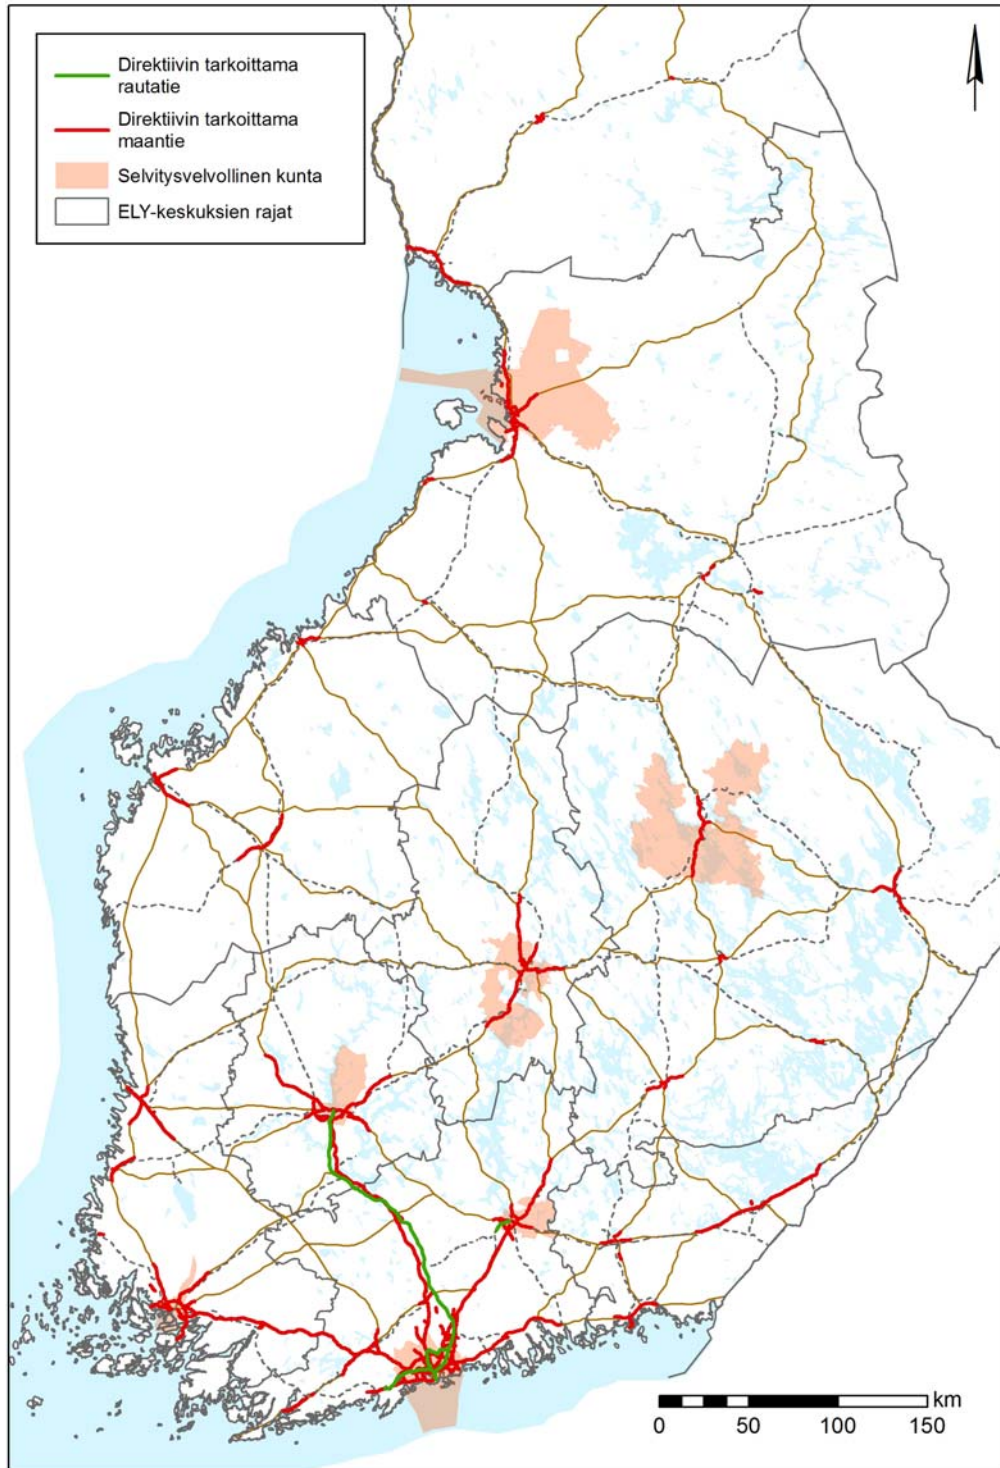 Direktiivin tarkoittama
rautatie
Direktiivin tarkoittama
maantie
Selvitysvelvollinen kunta
ELY-keskuksien rajat
km
0 50 100 150